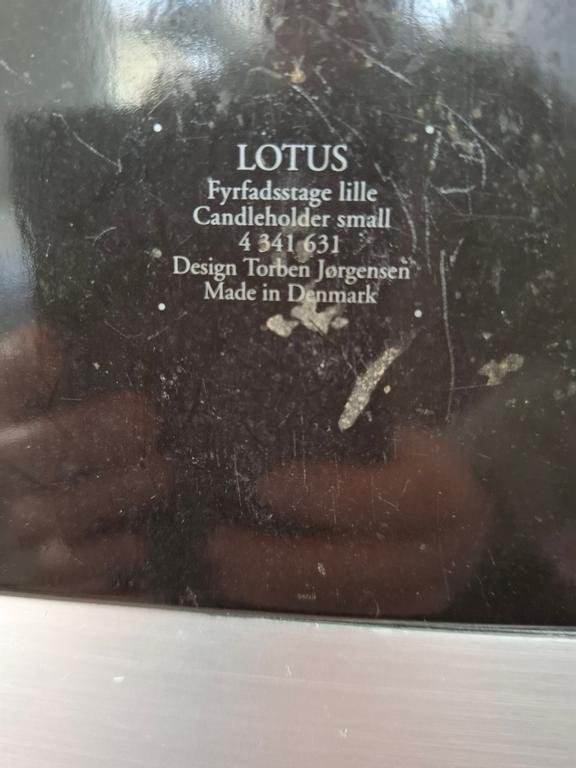 LOTUS
Fyrfadsstage lille
Candleholder small
4 341 631
Design Torben Jørgensen
Made in Denmark